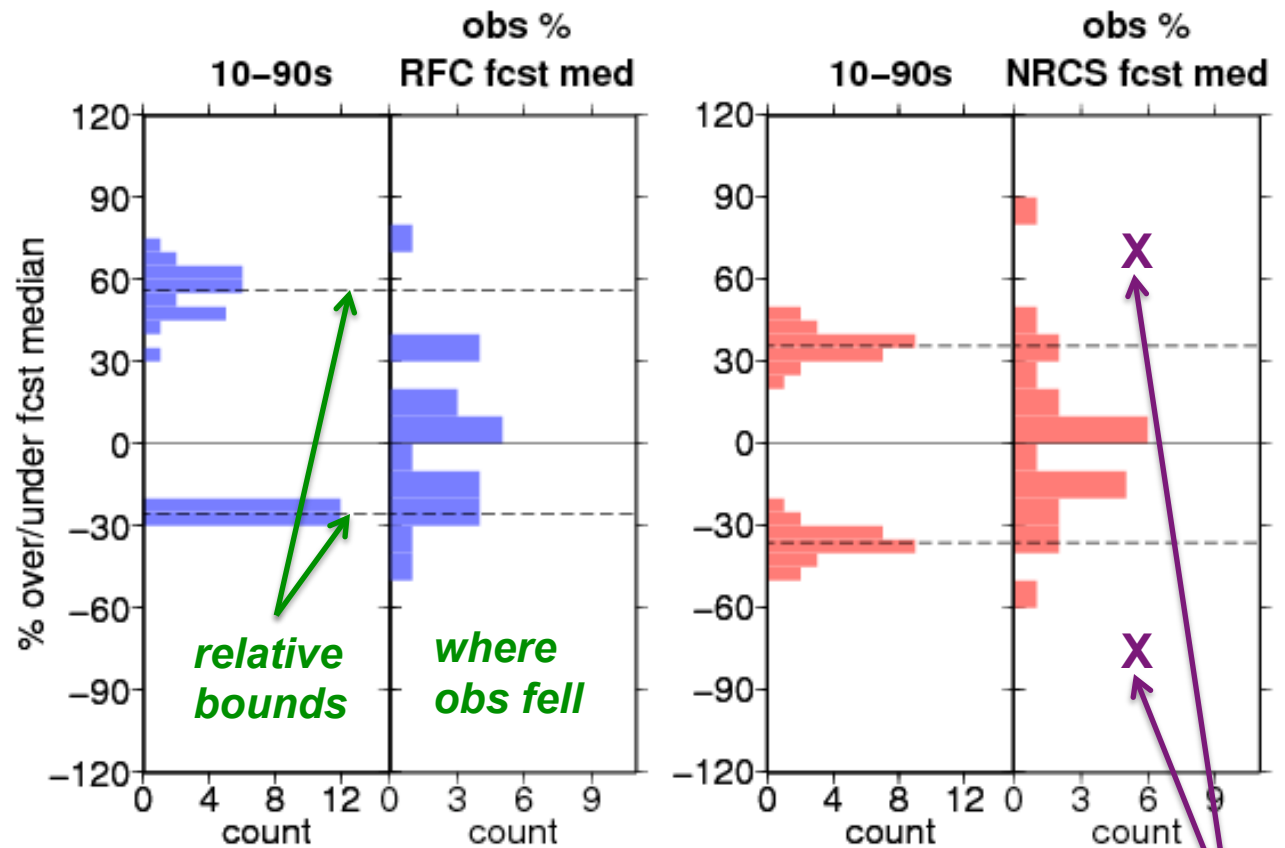 obs %
10–90s
RFC fcst med
obs %
10–90s
NRCS fcst med
% over/under fcst median
120
90
60
30
0
−30
−60
−90
−120
relative
bounds
where
obs fell
0 4 8 12
count
0 3 6 9
count
120
90
60
30
0
−30
−60
−90
−120
X
X
0 4 8 12
count
0 3 6 9
count